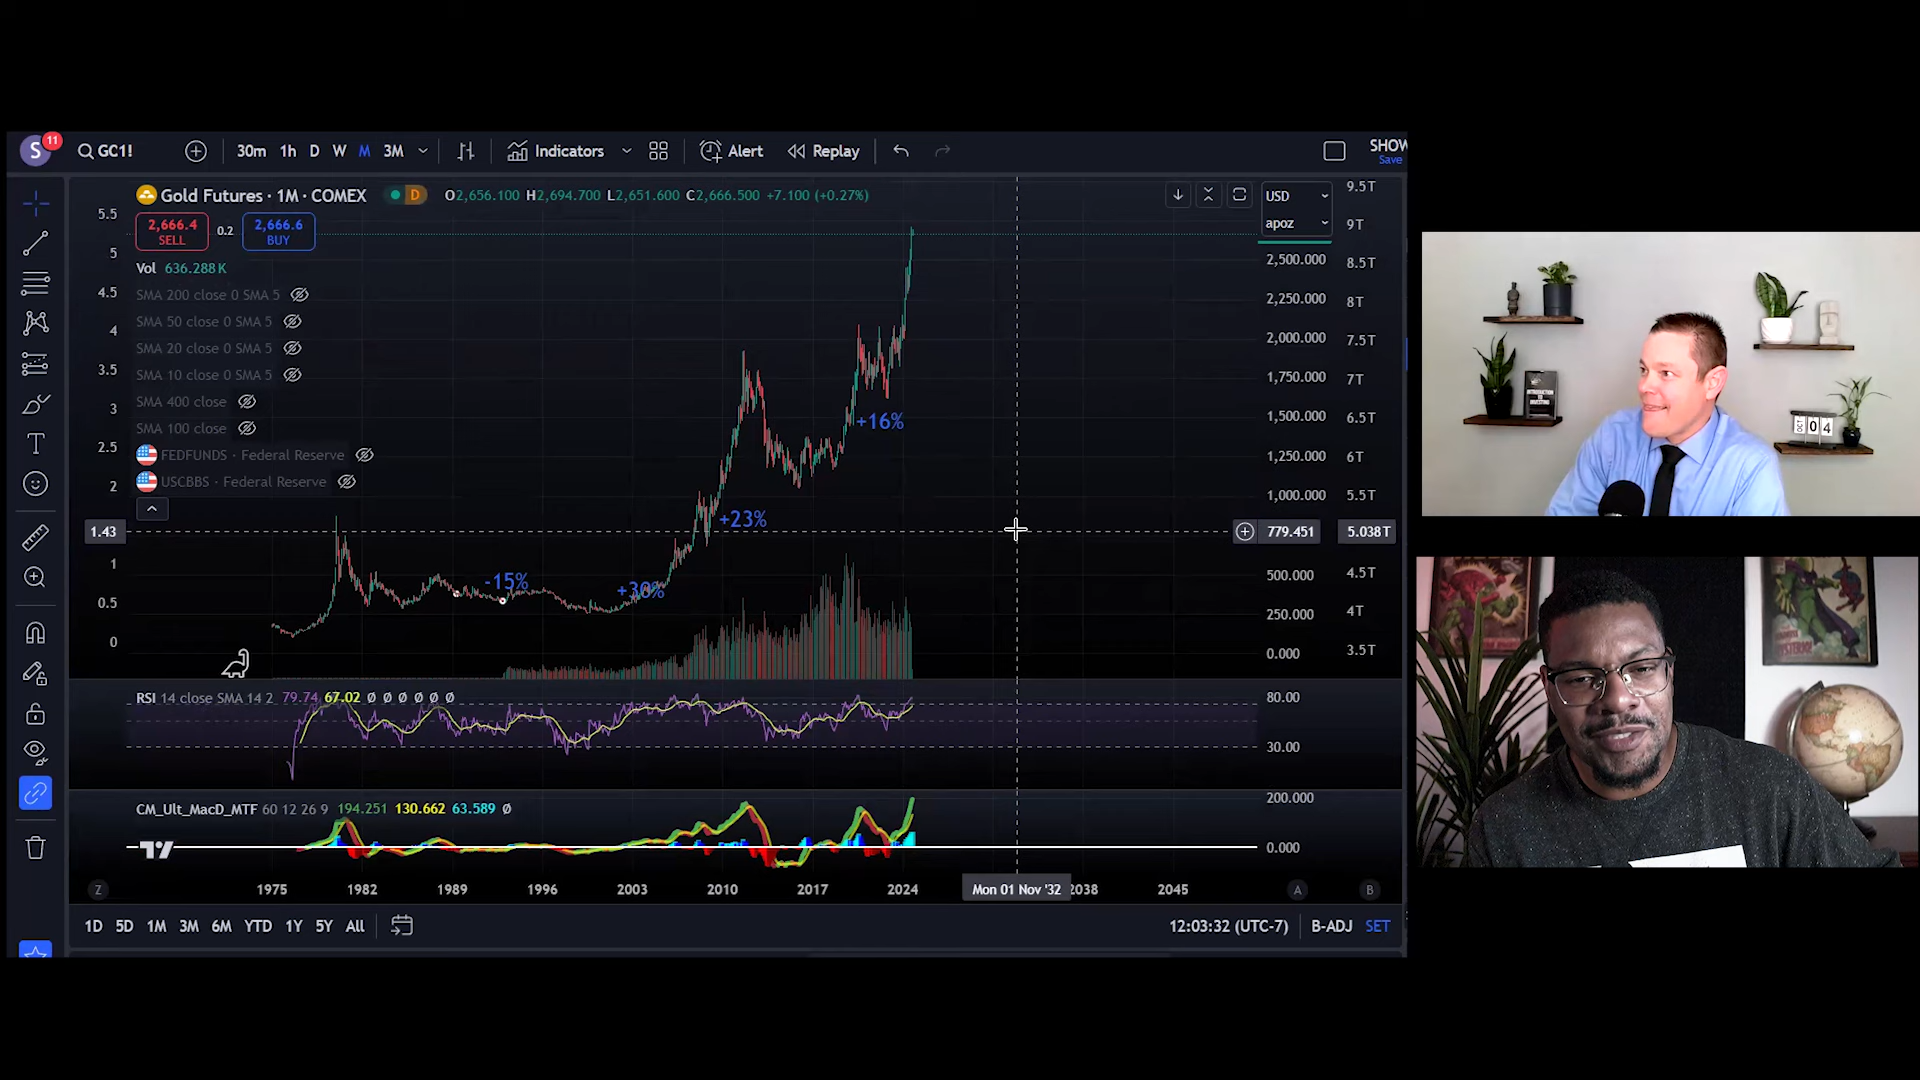 S 11 GC1! 30m 1h D W M 3M Indicators Alert Replay SHOW
Save
Gold Futures · 1M · COMEX D O2,656.100 H2,694.700 L2,651.600 C2,666.500 +7.100 (+0.27%)
2,666.4 SELL 0.2 2,666.6 BUY
Vol 636.288K
SMA 200 close 0 SMA 5
SMA 50 close 0 SMA 5
SMA 20 close 0 SMA 5
SMA 10 close 0 SMA 5
SMA 400 close
SMA 100 close
FEDFUNDS · Federal Reserve
USCBBS · Federal Reserve
5.5
5
4.5
4
3.5
3
2.5
2
1.43
1
0.5
0
-15%
+30%
+23%
+16%
USD
apoz
2,500.000
2,250.000
2,000.000
1,750.000
1,500.000
1,250.000
1,000.000
779.451
500.000
250.000
0.000
9.5T
9T
8.5T
8T
7.5T
7T
6.5T
6T
5.5T
5.038T
4.5T
4T
3.5T
RSI 14 close SMA 14 2 79.74 67.02 Ø Ø Ø Ø Ø Ø
80.00
30.00
CM_Ult_MacD_MTF 60 12 26 9 194.251 130.662 63.589 Ø
200.000
0.000
Z 1975 1982 1989 1996 2003 2010 2017 2024 Mon 01 Nov '32 2038 2045 A B
1D 5D 1M 3M 6M YTD 1Y 5Y All 12:03:32 (UTC-7) B-ADJ SET
INTRODUCTION
TO
INVESTING
OCT 04